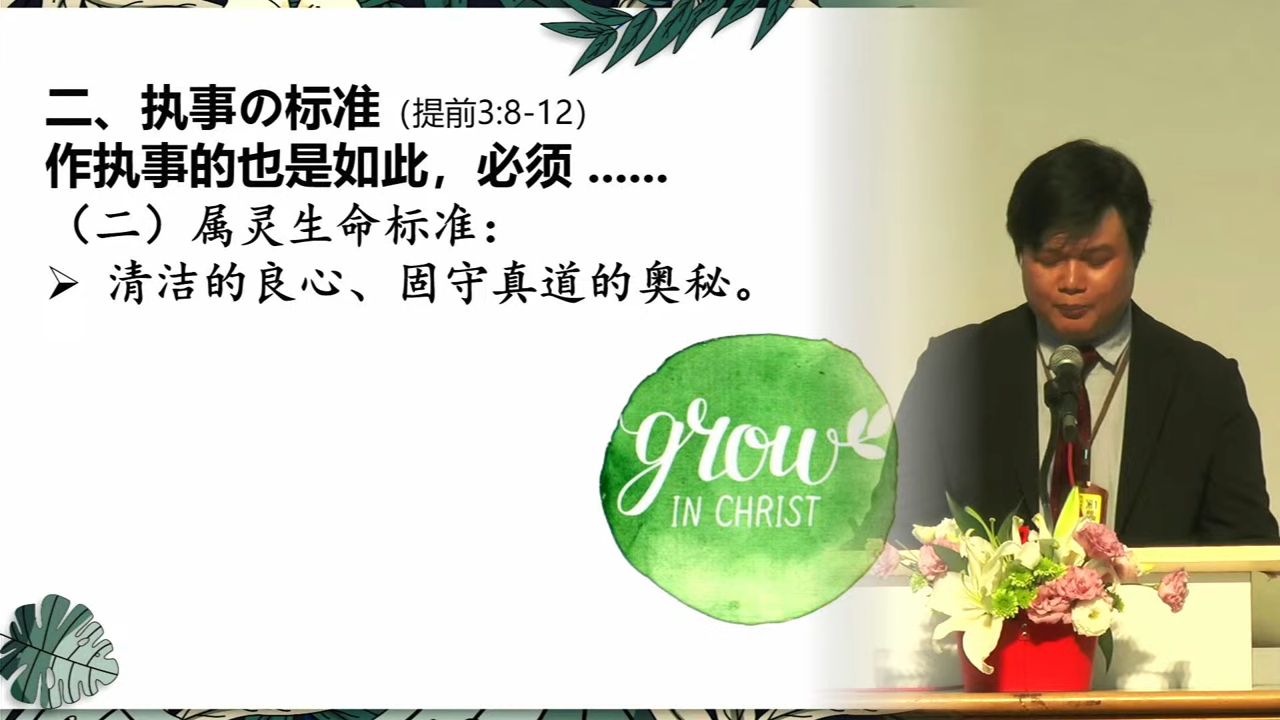 二、执事の标准（提前3:8-12）
作执事的也是如此，必须 ......
（二）属灵生命标准：
➢ 清洁的良心、固守真道的奥秘。
grow
IN CHRIST